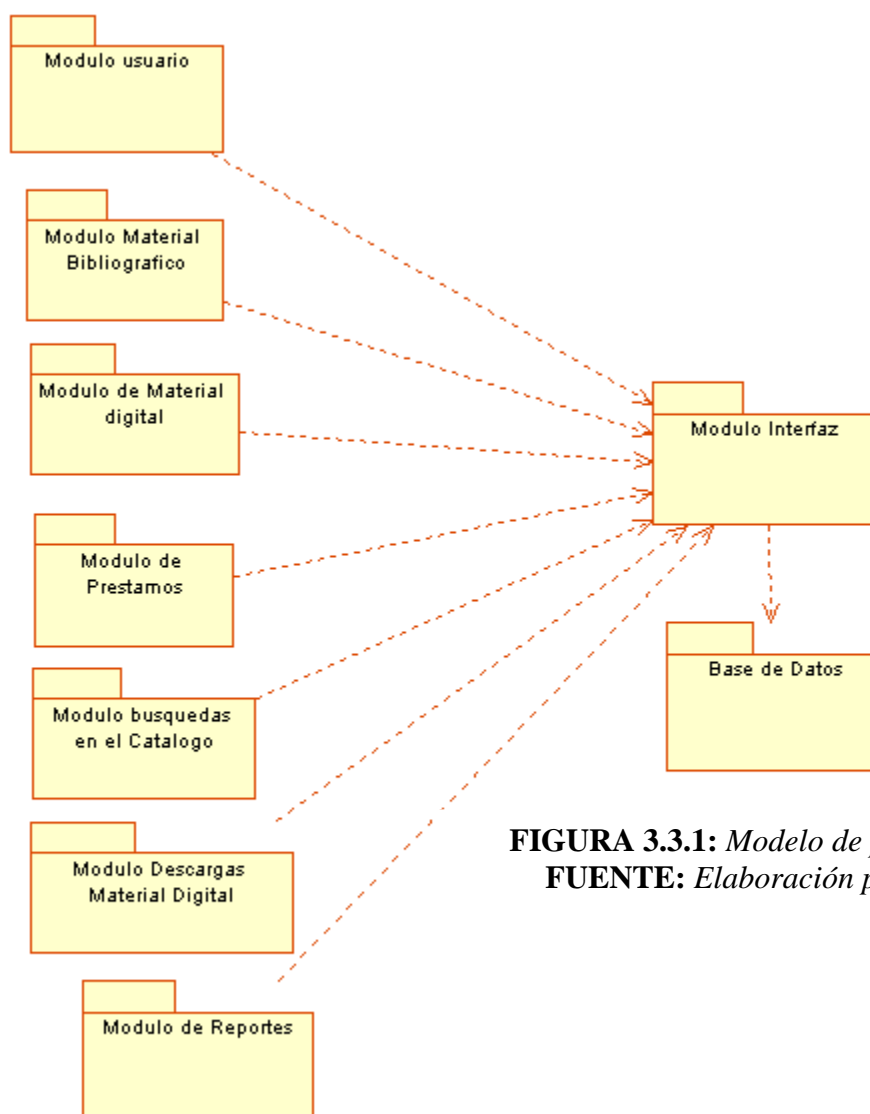 Modulo usuario
Modulo Material
Bibliografico
Modulo de Material
digital
Modulo Interfaz
Modulo de
Prestamos
Base de Datos
Modulo busquedas
en el Catalogo
Modulo Descargas
Material Digital
FIGURA 3.3.1: Modelo de
FUENTE: Elaboración
Modulo de Reportes